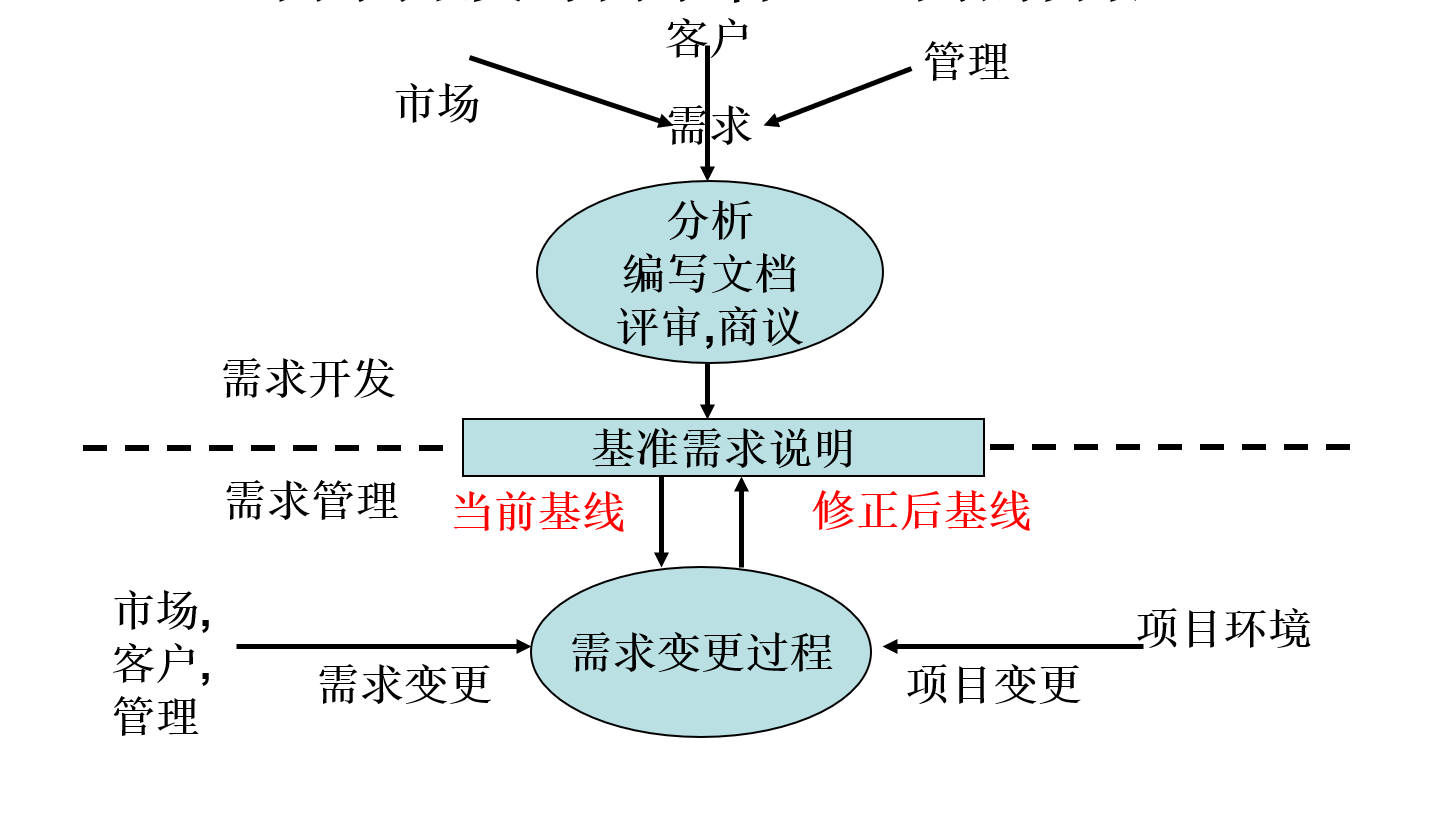 客户
管理
市场
需求
分析
编写文档
评审,商议
需求开发
基准需求说明
需求管理
当前基线
修正后基线
市场,
客户,
管理
需求变更
需求变更过程
项目环境
项目变更